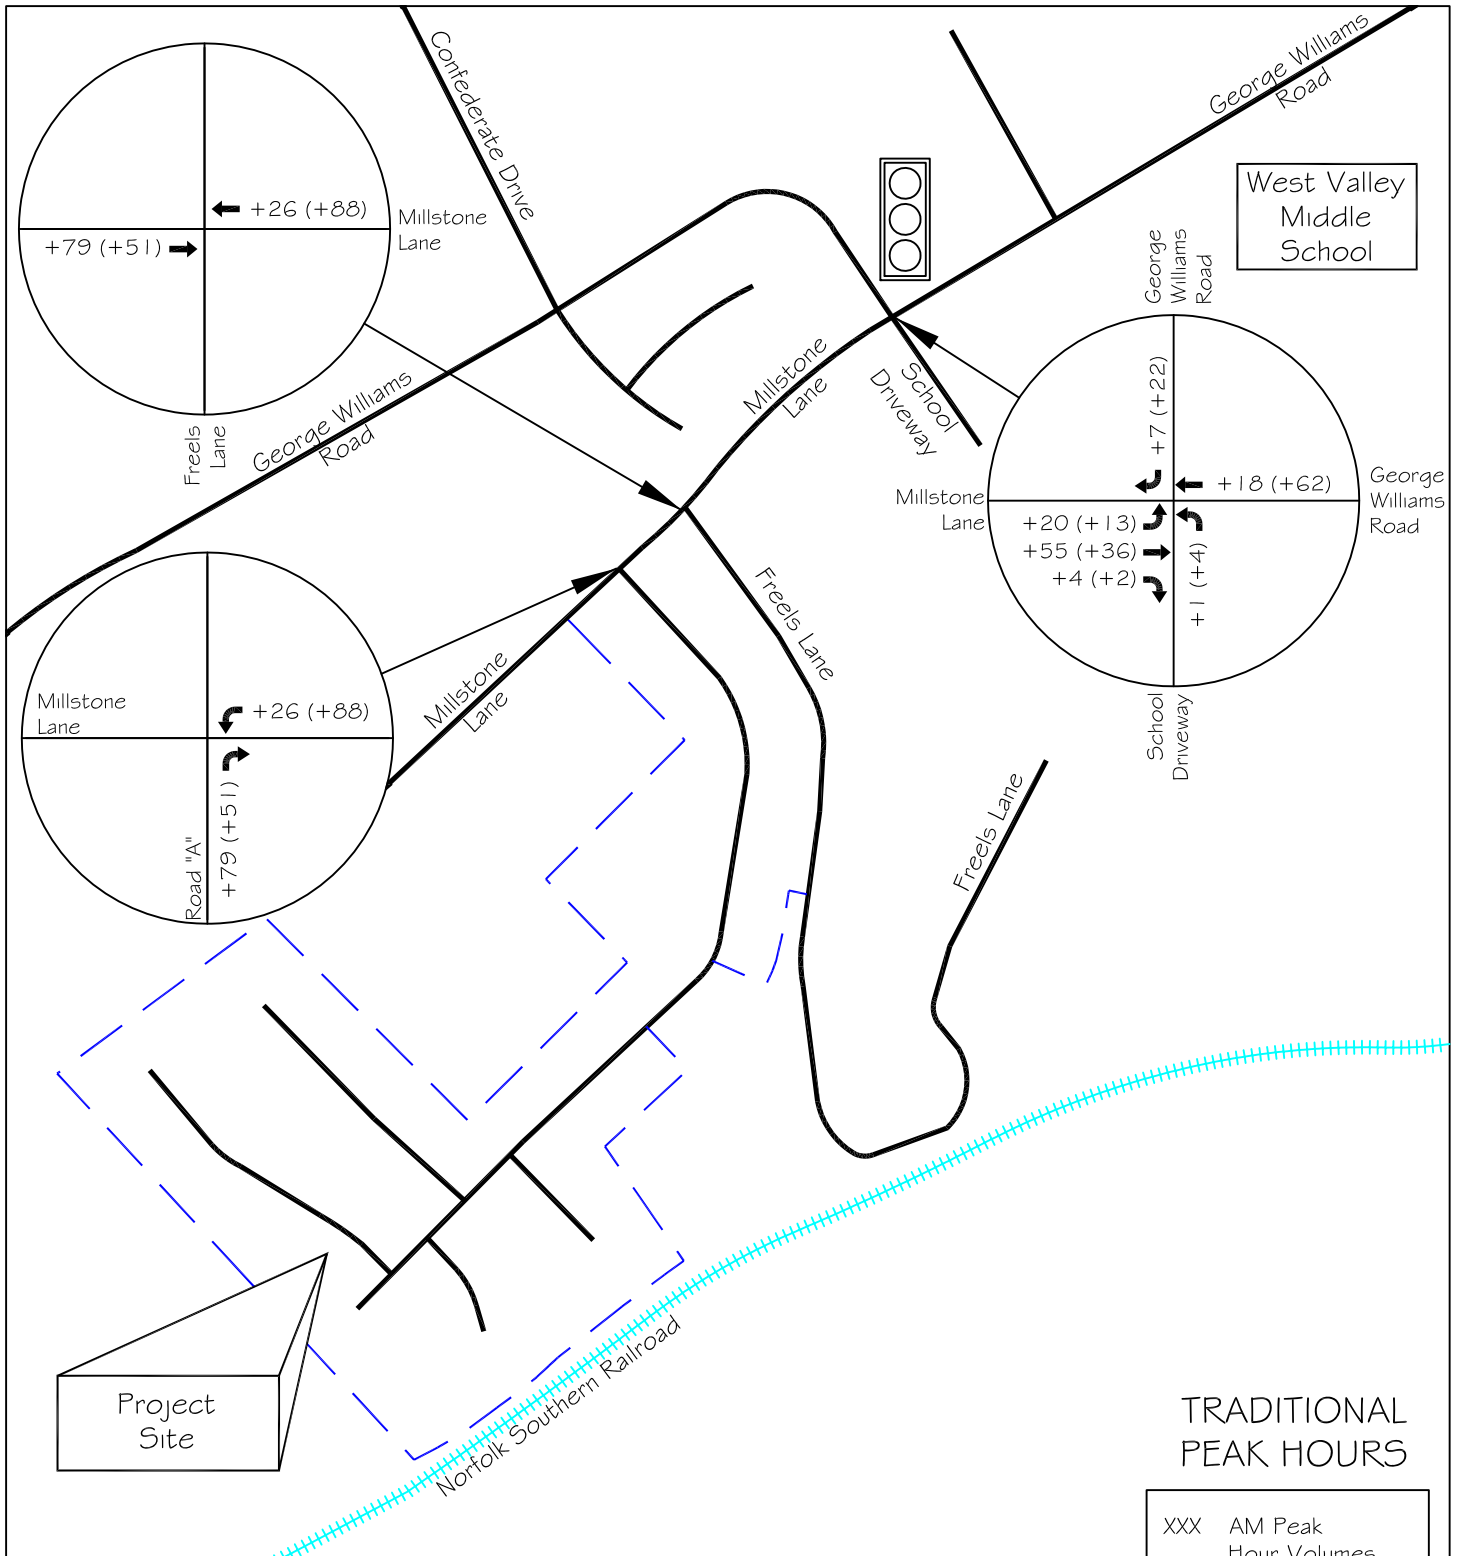 Confederate Drive
George Williams
Road
West Valley
Middle
School
+26 (+88)
Millstone
Lane
+79 (+51)
Freels
Lane
George Williams
Road
Millstone
Lane
School
Driveway
George
Williams
Road
+7 (+22)
+18 (+62)
George
Williams
Road
Millstone
Lane
+20 (+13)
+55 (+36)
+4 (+2)
+1 (+4)
School
Driveway
Freels Lane
Millstone
Lane
Millstone
Lane
+26 (+88)
+79 (+51)
Road "A"
Freels Lane
Norfolk Southern Railroad
Project
Site
TRADITIONAL
PEAK HOURS
XXX AM Peak
Hour Volumes